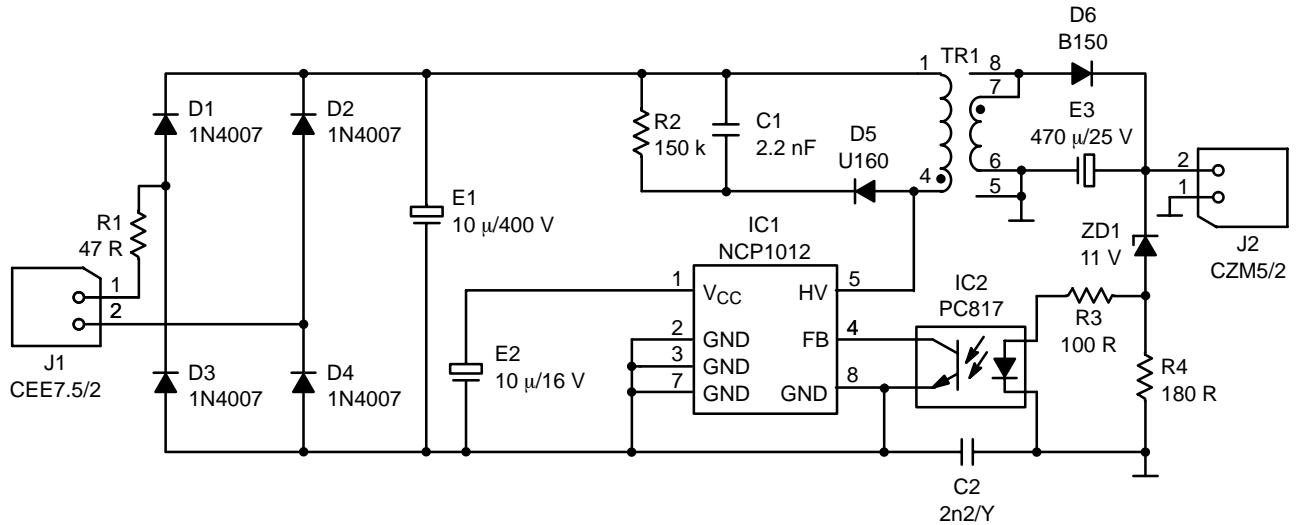 D6
B150
TR1
1
8
7
D1
1N4007
D2
1N4007
E3
470 μ/25 V
R2
150 k
C1
2.2 nF
D5
U160
4
6
5
2
1
J2
CZM5/2
R1
47 R
E1
10 μ/400 V
IC1
NCP1012
ZD1
11 V
1
2
J1
CEE7.5/2
1
VCC
HV
5
IC2
PC817
R3
100 R
2
GND
FB
4
3
GND
7
GND
GND
8
E2
10 μ/16 V
D3
1N4007
D4
1N4007
R4
180 R
C2
2n2/Y